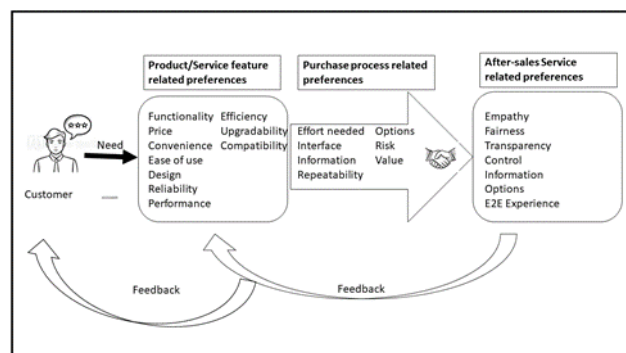 Product/Service feature
related preferences
Purchase process related
preferences
After-sales Service
related preferences
Need
Customer
Functionality Efficiency
Price Upgradability
Convenience Compatibility
Ease of use
Design
Reliability
Performance
Effort needed Options
Interface Risk
Information Value
Repeatability
Empathy
Fairness
Transparency
Control
Information
Options
E2E Experience
Feedback
Feedback